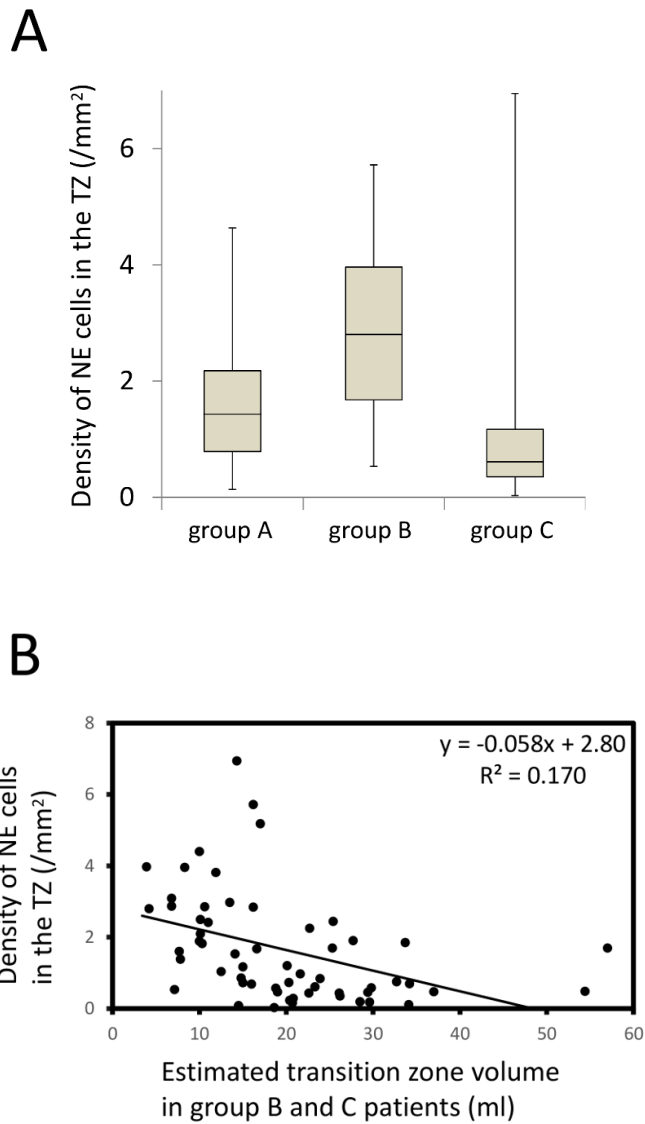 A
Density of NE cells in the TZ (/mm²)
6
4
2
0
group A group B group C
B
Density of NE cells
in the TZ (/mm²)
8
6
4
2
0
y = -0.058x + 2.80
R² = 0.170
0 10 20 30 40 50 60
Estimated transition zone volume
in group B and C patients (ml)